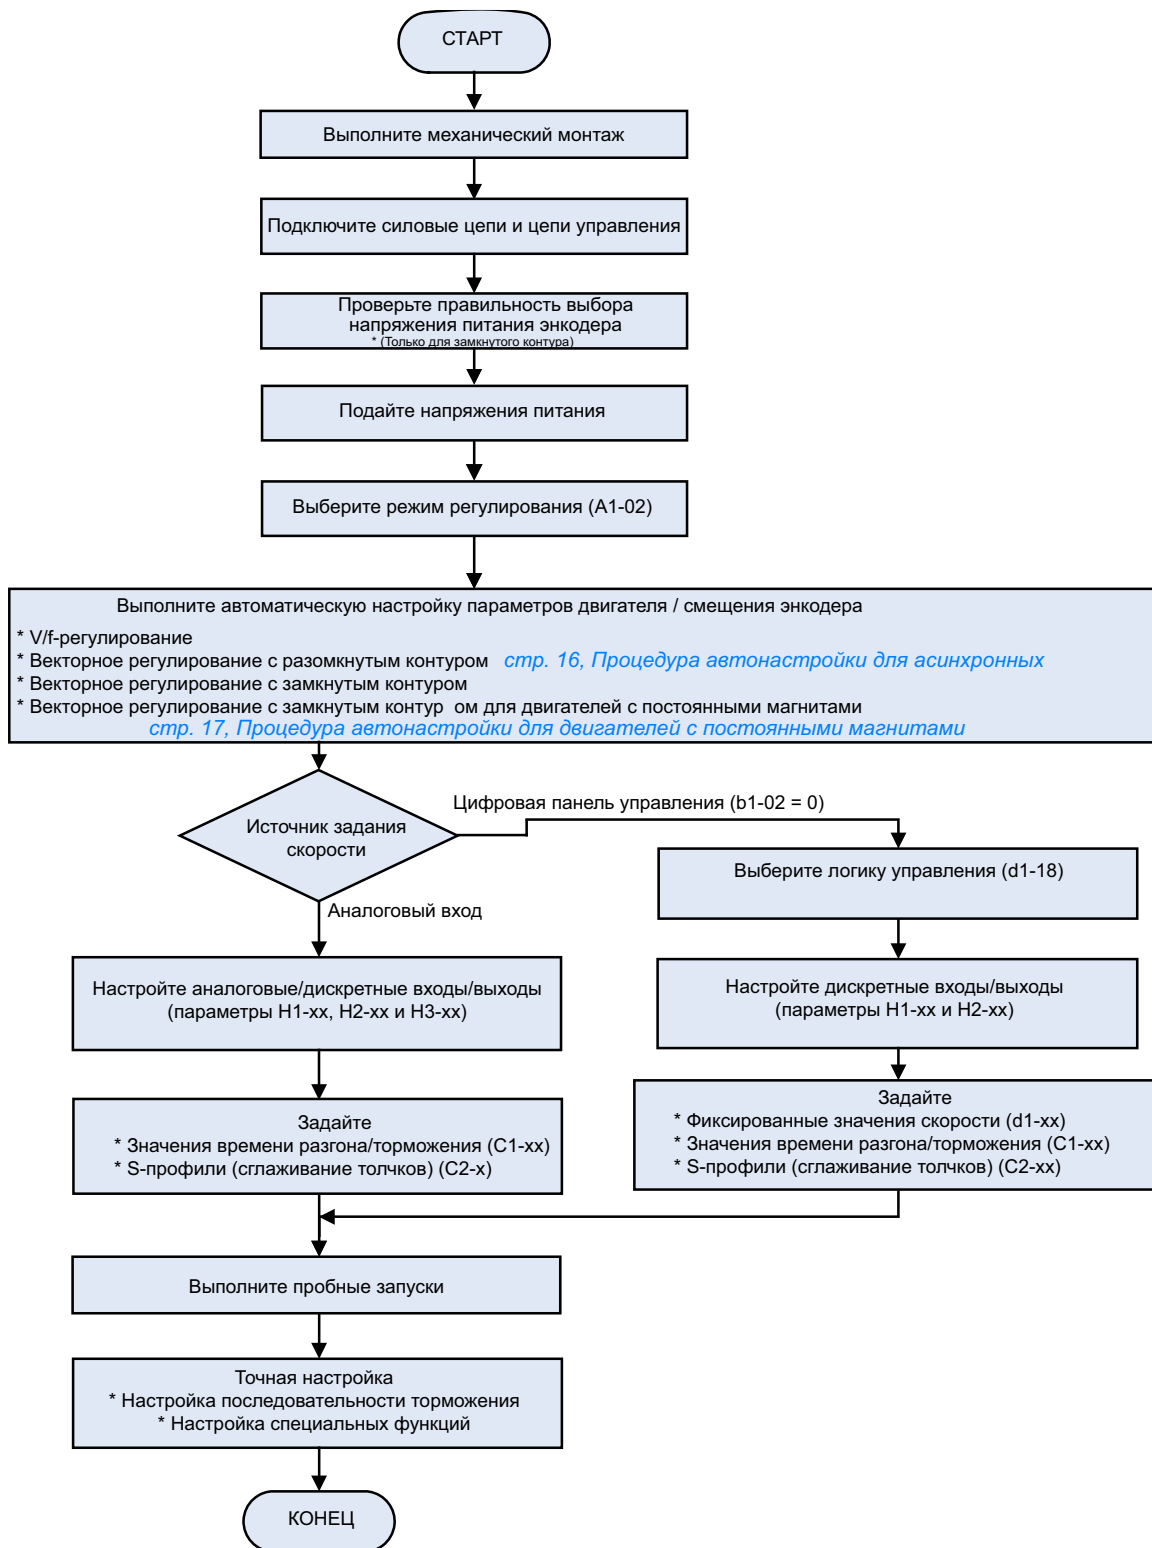 СТАРТ
Выполните механический монтаж
Подключите силовые цепи и цепи управления
Проверьте правильность выбора
напряжения питания энкодера
* (Только для замкнутого контура)
Подайте напряжения питания
Выберите режим регулирования (A1-02)
Выполните автоматическую настройку параметров двигателя / смещения энкодера
* V/f-регулирование
* Векторное регулирование с разомкнутым контуром стр. 16, Процедура автонастройки для асинхронных
* Векторное регулирование с замкнутым контуром
* Векторное регулирование с замкнутым контур ом для двигателей с постоянными магнитами
стр. 17, Процедура автонастройки для двигателей с постоянными магнитами
Источник задания
скорости
Цифровая панель управления (b1-02 = 0)
Аналоговый вход
Выберите логику управления (d1-18)
Настройте аналоговые/дискретные входы/выходы
(параметры H1-xx, H2-xx и H3-xx)
Настройте дискретные входы/выходы
(параметры H1-xx и H2-xx)
Задайте
* Значения времени разгона/торможения (C1-xx)
* S-профили (сглаживание толчков) (C2-x)
Задайте
* Фиксированные значения скорости (d1-xx)
* Значения времени разгона/торможения (C1-xx)
* S-профили (сглаживание толчков) (C2-xx)
Выполните пробные запуски
Точная настройка
* Настройка последовательности торможения
* Настройка специальных функций
КОНЕЦ